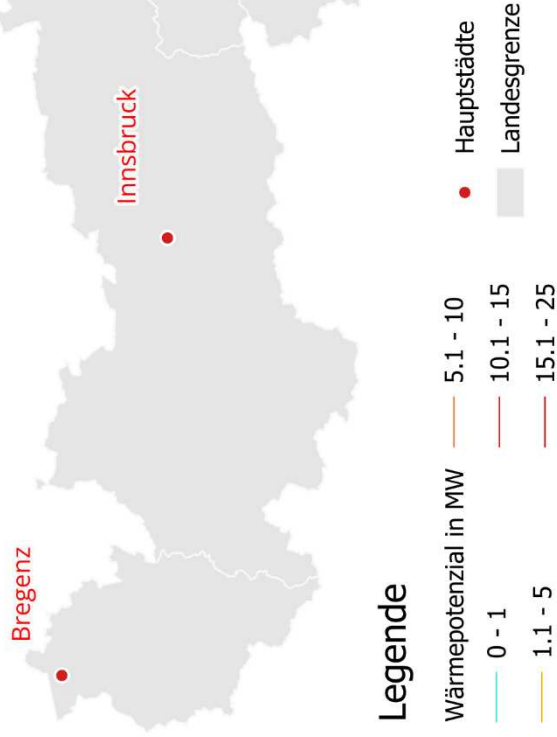 Bregenz
Innsbruck
Legende
Wärmepotenzial in MW
0 - 1
1.1 - 5
5.1 - 10
10.1 - 15
15.1 - 25
Hauptstädte
Landesgrenze